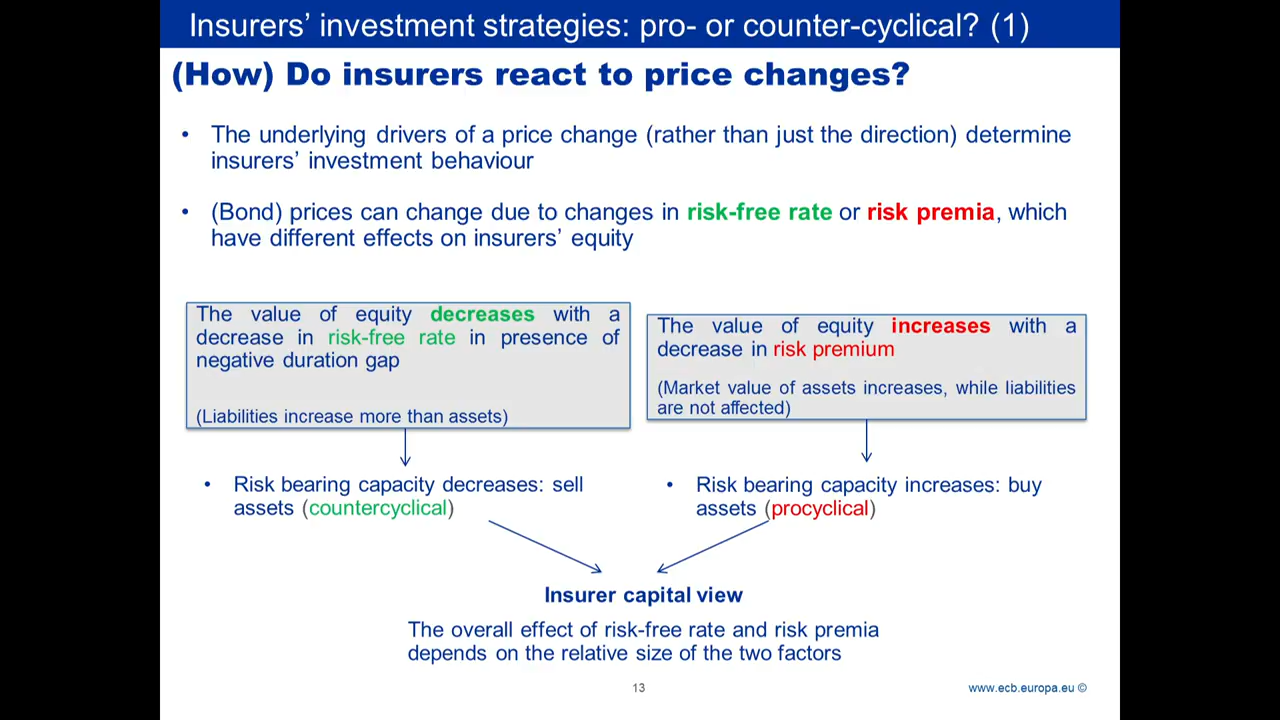 Insurers’ investment strategies: pro- or counter-cyclical? (1)
(How) Do insurers react to price changes?
• The underlying drivers of a price change (rather than just the direction) determine
insurers’ investment behaviour
• (Bond) prices can change due to changes in risk-free rate or risk premia, which
have different effects on insurers’ equity
The value of equity decreases with a
decrease in risk-free rate in presence of
negative duration gap
(Liabilities increase more than assets)
The value of equity increases with a
decrease in risk premium
(Market value of assets increases, while liabilities
are not affected)
• Risk bearing capacity decreases: sell
assets (countercyclical)
• Risk bearing capacity increases: buy
assets (procyclical)
Insurer capital view
The overall effect of risk-free rate and risk premia
depends on the relative size of the two factors
13
www.ecb.europa.eu ©